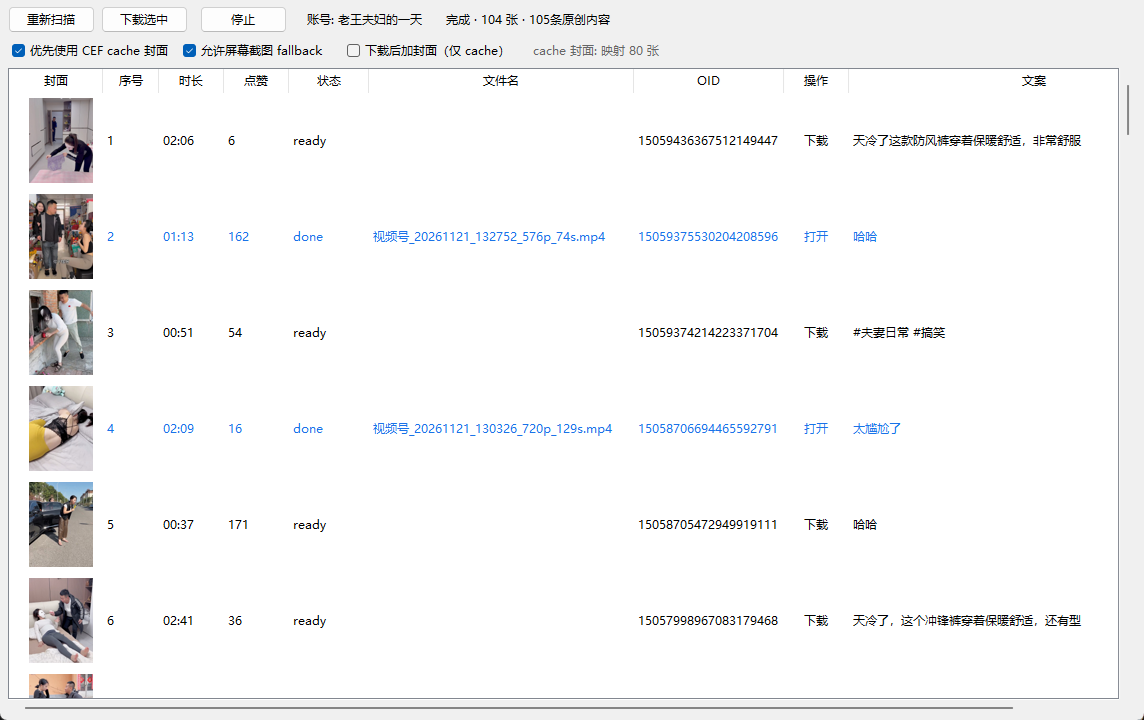 重新扫描 下载选中 停止 账号: 老王夫妇的一天 完成 · 104 张 · 105条原创内容
优先使用 CEF cache 封面 允许屏幕截图 fallback 下载后加封面（仅 cache） cache 封面: 映射 80 张
封面 序号 时长 点赞 状态 文件名 OID 操作 文案
1 02:06 6 ready 15059436367512149447 下载 天冷了这款防风裤穿着保暖舒适，非常舒服
2 01:13 162 done 视频号_20261121_132752_576p_74s.mp4 15059375530204208596 打开 哈哈
3 00:51 54 ready 15059374214223371704 下载 #夫妻日常 #搞笑
4 02:09 16 done 视频号_20261121_130326_720p_129s.mp4 15058706694465592791 打开 太尴尬了
5 00:37 171 ready 15058705472949919111 下载 哈哈
6 02:41 36 ready 15057998967083179468 下载 天冷了，这个冲锋裤穿着保暖舒适，还有型